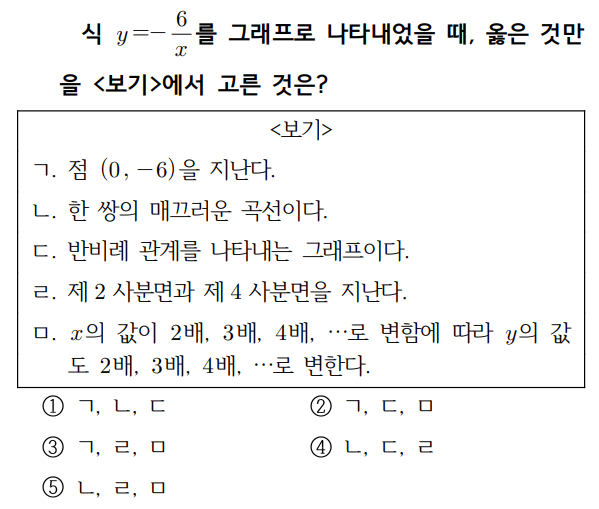 식 y=-6/x를 그래프로 나타내었을 때, 옳은 것만
을 <보기>에서 고른 것은?
<보기>
ㄱ. 점 (0, -6)을 지난다.
ㄴ. 한 쌍의 매끄러운 곡선이다.
ㄷ. 반비례 관계를 나타내는 그래프이다.
ㄹ. 제 2 사분면과 제 4 사분면을 지난다.
ㅁ. x의 값이 2배, 3배, 4배, …로 변함에 따라 y의 값
도 2배, 3배, 4배, …로 변한다.
① ㄱ, ㄴ, ㄷ ② ㄱ, ㄷ, ㅁ
③ ㄱ, ㄹ, ㅁ ④ ㄴ, ㄷ, ㄹ
⑤ ㄴ, ㄹ, ㅁ